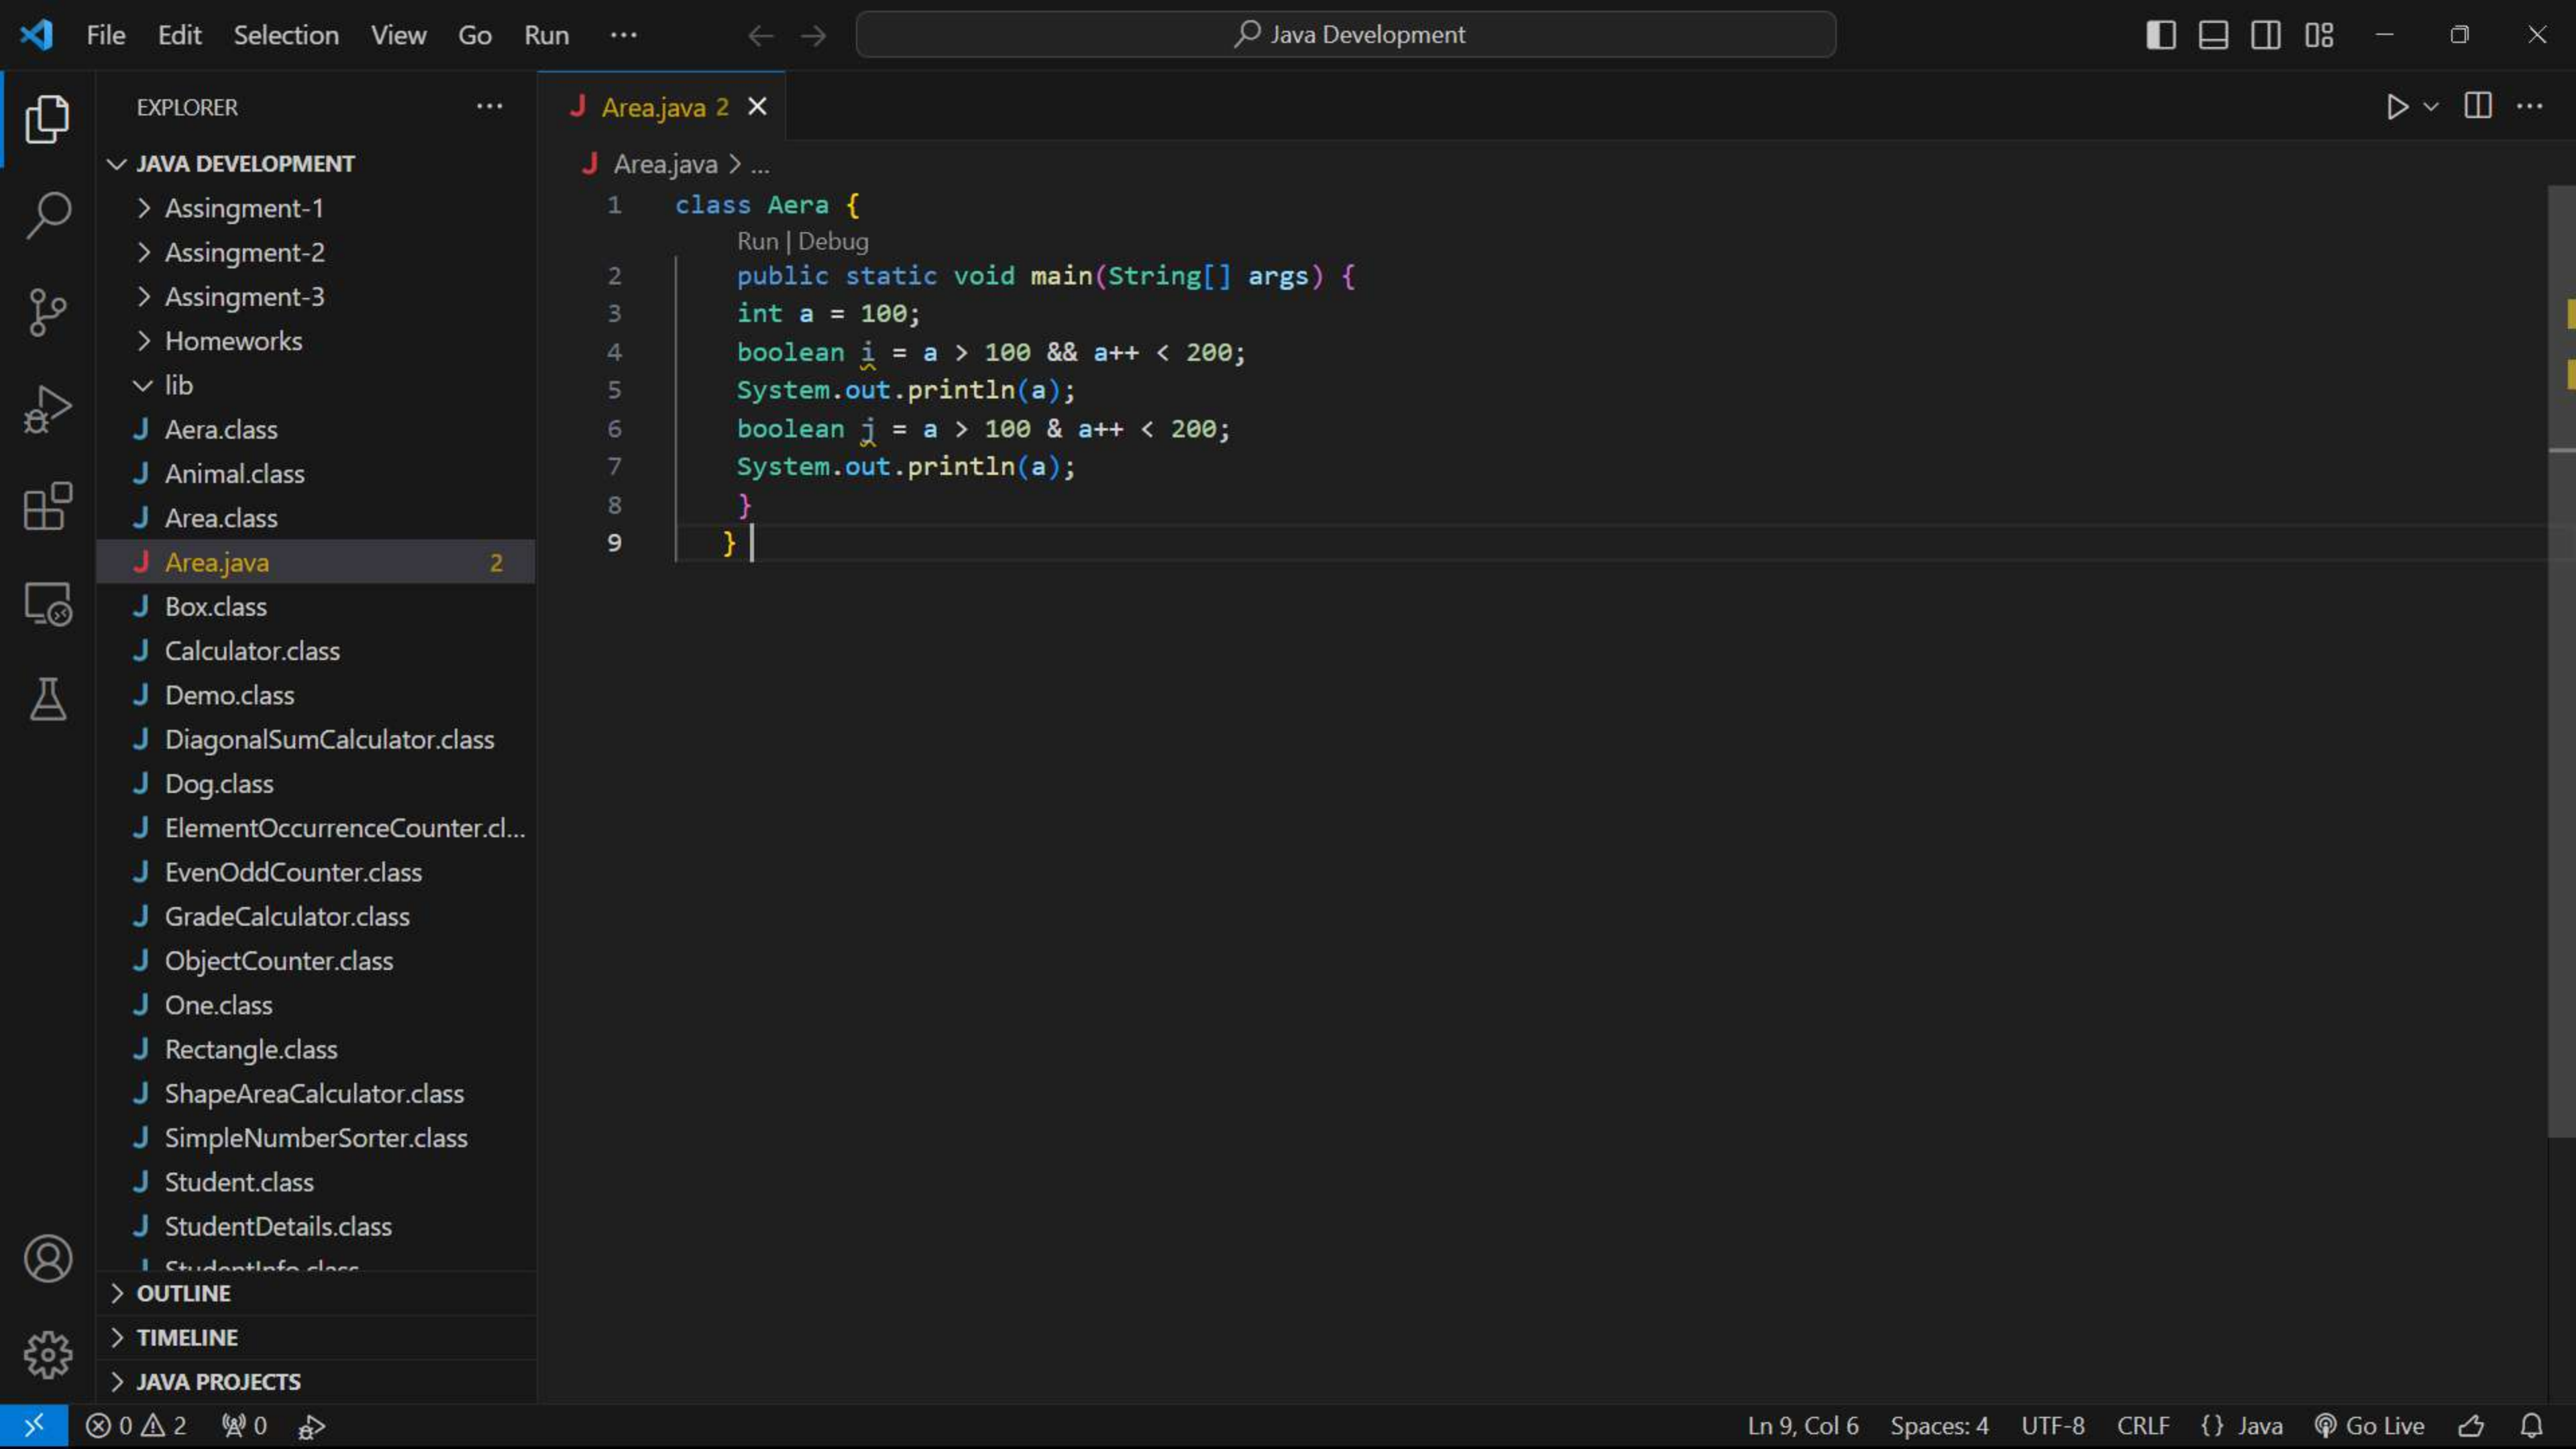 File Edit Selection View Go Run ...
Java Development
EXPLORER ...
JAVA DEVELOPMENT
Assingment-1
Assingment-2
Assingment-3
Homeworks
lib
J Aera.class
J Animal.class
J Area.class
J Area.java 2
J Box.class
J Calculator.class
J Demo.class
J DiagonalSumCalculator.class
J Dog.class
J ElementOccurrenceCounter.cl...
J EvenOddCounter.class
J GradeCalculator.class
J ObjectCounter.class
J One.class
J Rectangle.class
J ShapeAreaCalculator.class
J SimpleNumberSorter.class
J Student.class
J StudentDetails.class
J StudentInfo.class
OUTLINE
TIMELINE
JAVA PROJECTS
J Area.java 2
J Area.java > ...
1 class Aera {
Run | Debug
2 public static void main(String[] args) {
3 int a = 100;
4 boolean i = a > 100 && a++ < 200;
5 System.out.println(a);
6 boolean j = a > 100 & a++ < 200;
7 System.out.println(a);
8 }
9 }
0 2 0
Ln 9, Col 6 Spaces: 4 UTF-8 CRLF {} Java Go Live